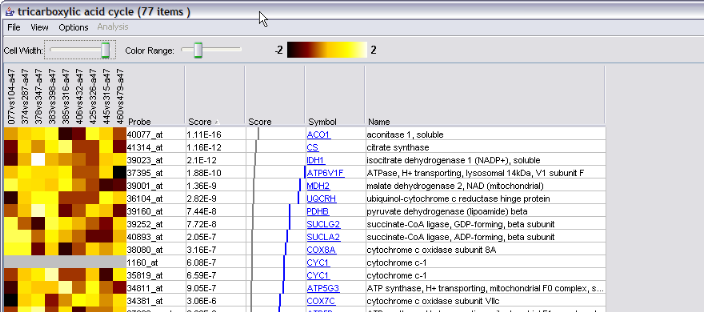 tricarboxylic acid cycle (77 items )
File View Options Analysis
Cell Width: Color Range: -2 2
077vs104-a47
374vs287-a47
378vs347-a47
383vs398-a47
385vs316-a47
406vs432-a47
425vs326-a47
445vs315-a47
460vs479-a47
Probe Score Score Symbol Name
40077_at 1.11E-16 ACO1 aconitase 1, soluble
41314_at 1.16E-12 CS citrate synthase
39023_at 2.1E-12 IDH1 isocitrate dehydrogenase 1 (NADP+), soluble
37395_at 1.88E-10 ATP6V1F ATPase, H+ transporting, lysosomal 14kDa, V1 subunit F
39001_at 1.36E-9 MDH2 malate dehydrogenase 2, NAD (mitochondrial)
36104_at 2.82E-9 UQCRH ubiquinol-cytochrome c reductase hinge protein
39160_at 7.44E-8 PDHB pyruvate dehydrogenase (lipoamide) beta
39252_at 7.72E-8 SUCLG2 succinate-CoA ligase, GDP-forming, beta subunit
40893_at 2.05E-7 SUCLA2 succinate-CoA ligase, ADP-forming, beta subunit
38080_at 3.16E-7 COX8A cytochrome c oxidase subunit 8A
1160_at 6.08E-7 CYC1 cytochrome c-1
35819_at 6.59E-7 CYC1 cytochrome c-1
34811_at 9.05E-7 ATP5G3 ATP synthase, H+ transporting, mitochondrial F0 complex, s...
34381_at 3.06E-6 COX7C cytochrome c oxidase subunit VIIc